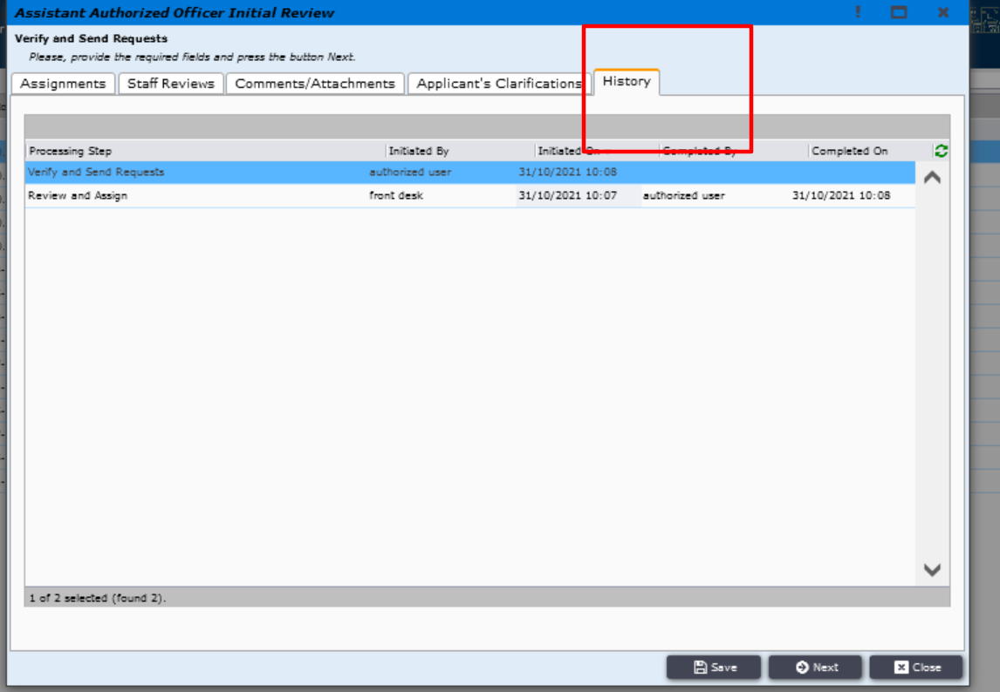 Assistant Authorized Officer Initial Review
Verify and Send Requests
Please, provide the required fields and press the button Next.
Assignments Staff Reviews Comments/Attachments Applicant's Clarifications History
Processing Step Initiated By Initiated On Completed By Completed On
Verify and Send Requests authorized user 31/10/2021 10:08
Review and Assign front desk 31/10/2021 10:07 authorized user 31/10/2021 10:08
1 of 2 selected (found 2).
Save Next Close